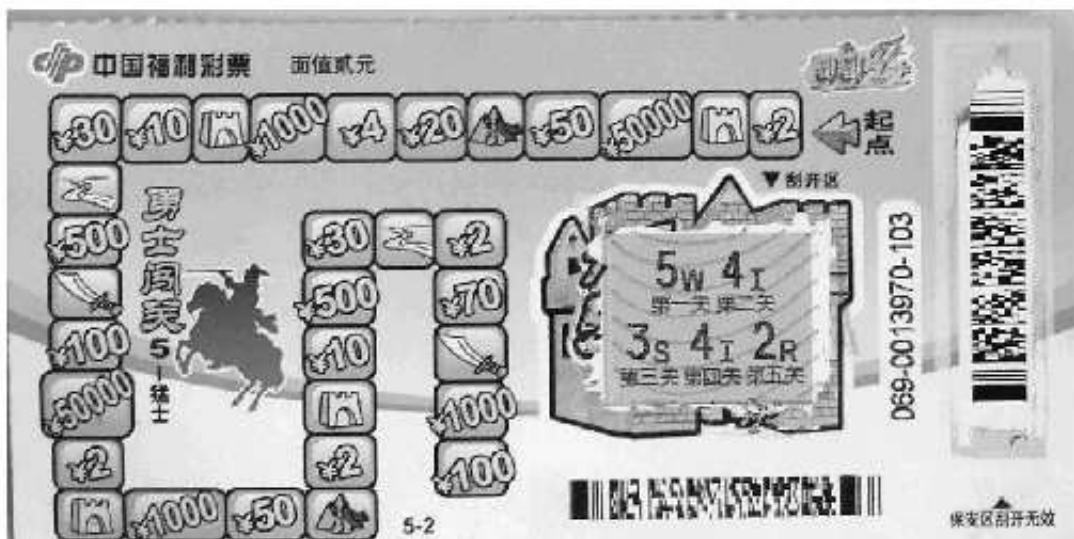 中国福利彩票 面值贰元
¥30 ¥10 ¥1000 ¥4 ¥20 ¥50 ¥50000 ¥2
起点
刮开区
¥500
¥100
¥50000
¥2
¥1000 ¥50
勇士闯关
5-猛士
¥30 ¥2
¥500 ¥70
¥10
¥1000
¥2 ¥100
5W 4I
第一关 第二关
3S 4I 2R
第三关 第四关 第五关
069-0013970-103
5-2
保安区刮开无效